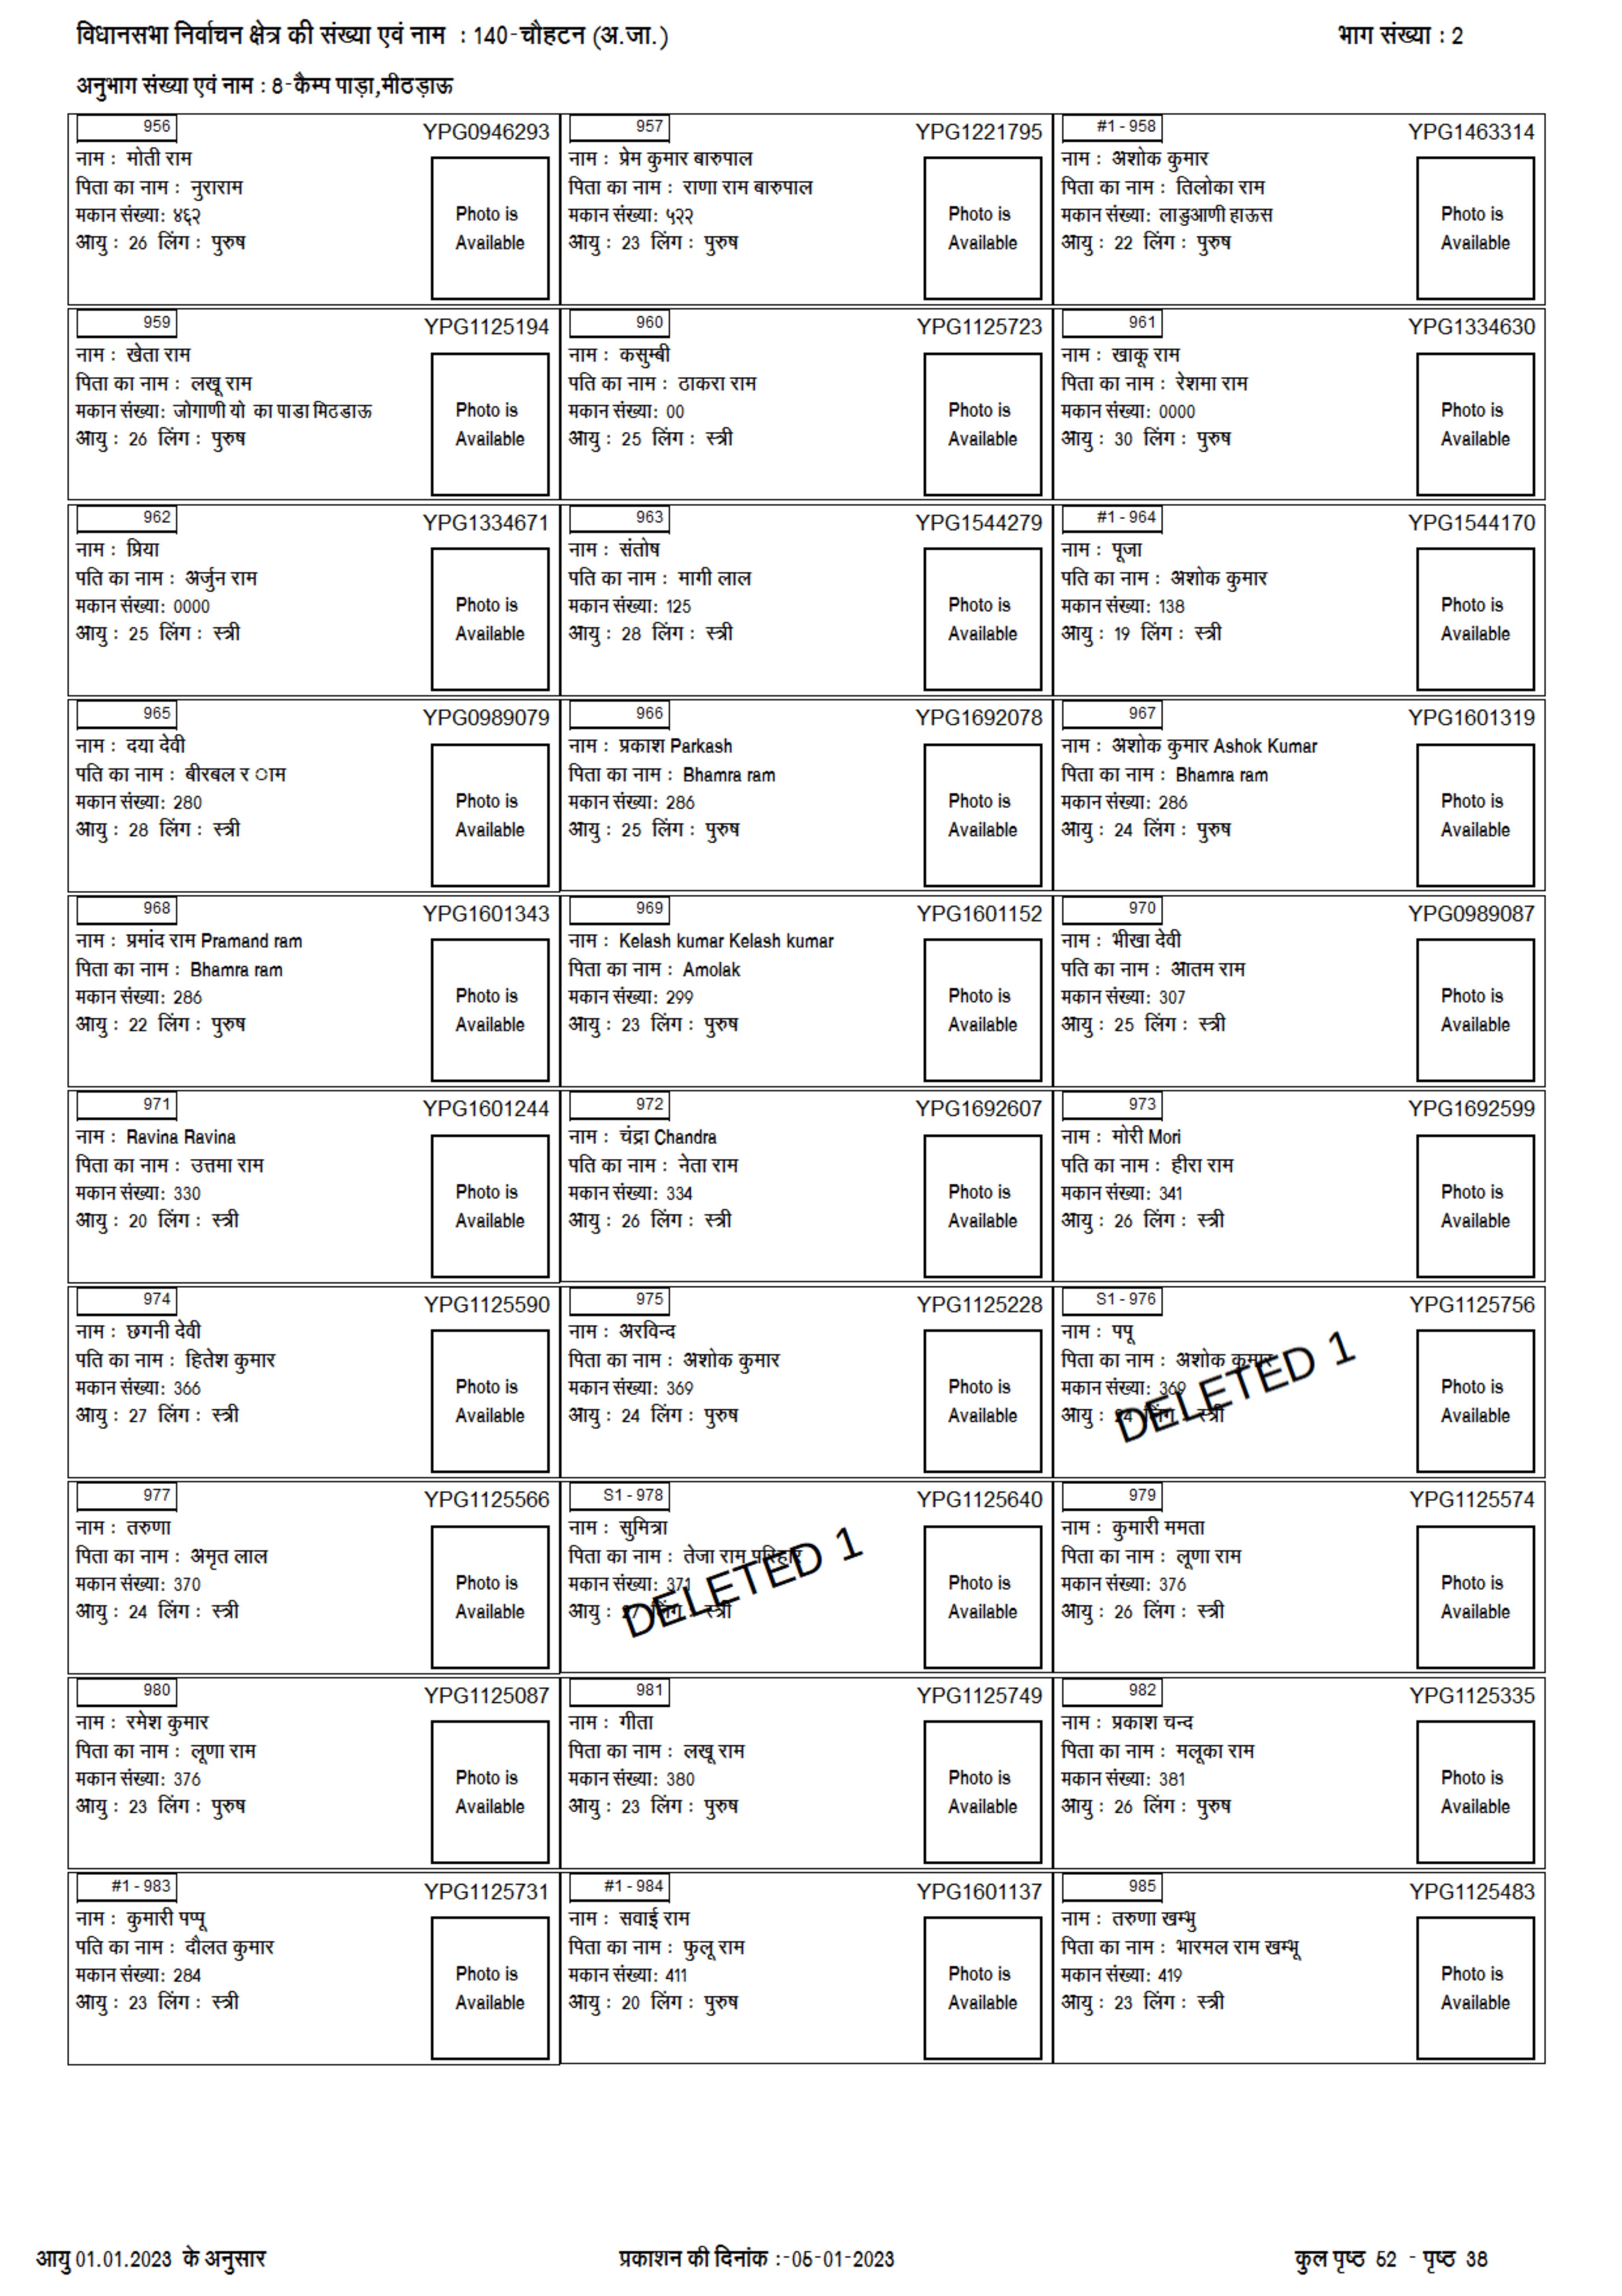 विधानसभा निर्वाचन क्षेत्र की संख्या एवं नाम : 140-चौहटन (अ.जा.) भाग संख्या : 2
अनुभाग संख्या एवं नाम : 8-कैम्प पाड़ा,मीठड़ाऊ
956 YPG0946293
नाम : मोती राम
पिता का नाम : नुराराम
मकान संख्या: ४६२
आयु : 26 लिंग : पुरुष
Photo is
Available
957 YPG1221795
नाम : प्रेम कुमार बारुपाल
पिता का नाम : राणा राम बारुपाल
मकान संख्या: ५२२
आयु : 23 लिंग : पुरुष
Photo is
Available
#1 - 958 YPG1463314
नाम : अशोक कुमार
पिता का नाम : तिलोका राम
मकान संख्या: लाडुआणी हाऊस
आयु : 22 लिंग : पुरुष
Photo is
Available
959 YPG1125194
नाम : खेता राम
पिता का नाम : लखू राम
मकान संख्या: जोगाणी यो का पाडा मिठडाऊ
आयु : 26 लिंग : पुरुष
Photo is
Available
960 YPG1125723
नाम : कसुम्बी
पति का नाम : ठाकरा राम
मकान संख्या: 00
आयु : 25 लिंग : स्त्री
Photo is
Available
961 YPG1334630
नाम : खाकू राम
पिता का नाम : रेशमा राम
मकान संख्या: 0000
आयु : 30 लिंग : पुरुष
Photo is
Available
962 YPG1334671
नाम : प्रिया
पति का नाम : अर्जुन राम
मकान संख्या: 0000
आयु : 25 लिंग : स्त्री
Photo is
Available
963 YPG1544279
नाम : संतोष
पति का नाम : मागी लाल
मकान संख्या: 125
आयु : 28 लिंग : स्त्री
Photo is
Available
#1 - 964 YPG1544170
नाम : पूजा
पति का नाम : अशोक कुमार
मकान संख्या: 138
आयु : 19 लिंग : स्त्री
Photo is
Available
965 YPG0989079
नाम : दया देवी
पति का नाम : बीरबल र ाम
मकान संख्या: 280
आयु : 28 लिंग : स्त्री
Photo is
Available
966 YPG1692078
नाम : प्रकाश Parkash
पिता का नाम : Bhamra ram
मकान संख्या: 286
आयु : 25 लिंग : पुरुष
Photo is
Available
967 YPG1601319
नाम : अशोक कुमार Ashok Kumar
पिता का नाम : Bhamra ram
मकान संख्या: 286
आयु : 24 लिंग : पुरुष
Photo is
Available
968 YPG1601343
नाम : प्रमांद राम Pramand ram
पिता का नाम : Bhamra ram
मकान संख्या: 286
आयु : 22 लिंग : पुरुष
Photo is
Available
969 YPG1601152
नाम : Kelash kumar Kelash kumar
पिता का नाम : Amolak
मकान संख्या: 299
आयु : 23 लिंग : पुरुष
Photo is
Available
970 YPG0989087
नाम : भीखा देवी
पति का नाम : आतम राम
मकान संख्या: 307
आयु : 25 लिंग : स्त्री
Photo is
Available
971 YPG1601244
नाम : Ravina Ravina
पिता का नाम : उत्तमा राम
मकान संख्या: 330
आयु : 20 लिंग : स्त्री
Photo is
Available
972 YPG1692607
नाम : चंद्रा Chandra
पति का नाम : नेता राम
मकान संख्या: 334
आयु : 26 लिंग : स्त्री
Photo is
Available
973 YPG1692599
नाम : मोरी Mori
पति का नाम : हीरा राम
मकान संख्या: 341
आयु : 26 लिंग : स्त्री
Photo is
Available
974 YPG1125590
नाम : छगनी देवी
पति का नाम : हितेश कुमार
मकान संख्या: 366
आयु : 27 लिंग : स्त्री
Photo is
Available
975 YPG1125228
नाम : अरविन्द
पिता का नाम : अशोक कुमार
मकान संख्या: 369
आयु : 24 लिंग : पुरुष
Photo is
Available
S1 - 976 YPG1125756
नाम : पपू
पिता का नाम : अशोक कुमार
मकान संख्या: 369
आयु : 24 लिंग : स्त्री
DELETED 1
Photo is
Available
977 YPG1125566
नाम : तरुणा
पिता का नाम : अमृत लाल
मकान संख्या: 370
आयु : 24 लिंग : स्त्री
Photo is
Available
S1 - 978 YPG1125640
नाम : सुमित्रा
पिता का नाम : तेजा राम परिहार
मकान संख्या: 371
आयु : 27 लिंग : स्त्री
DELETED 1
Photo is
Available
979 YPG1125574
नाम : कुमारी ममता
पिता का नाम : लूणा राम
मकान संख्या: 376
आयु : 26 लिंग : स्त्री
Photo is
Available
980 YPG1125087
नाम : रमेश कुमार
पिता का नाम : लूणा राम
मकान संख्या: 376
आयु : 23 लिंग : पुरुष
Photo is
Available
981 YPG1125749
नाम : गीता
पिता का नाम : लखू राम
मकान संख्या: 380
आयु : 23 लिंग : पुरुष
Photo is
Available
982 YPG1125335
नाम : प्रकाश चन्द
पिता का नाम : मलूका राम
मकान संख्या: 381
आयु : 26 लिंग : पुरुष
Photo is
Available
#1 - 983 YPG1125731
नाम : कुमारी पप्पू
पति का नाम : दौलत कुमार
मकान संख्या: 284
आयु : 23 लिंग : स्त्री
Photo is
Available
#1 - 984 YPG1601137
नाम : सवाई राम
पिता का नाम : फुलू राम
मकान संख्या: 411
आयु : 20 लिंग : पुरुष
Photo is
Available
985 YPG1125483
नाम : तरुणा खम्भु
पिता का नाम : भारमल राम खम्भू
मकान संख्या: 419
आयु : 23 लिंग : स्त्री
Photo is
Available
आयु 01.01.2023 के अनुसार प्रकाशन की दिनांक :-05-01-2023 कुल पृष्ठ 52 - पृष्ठ 38